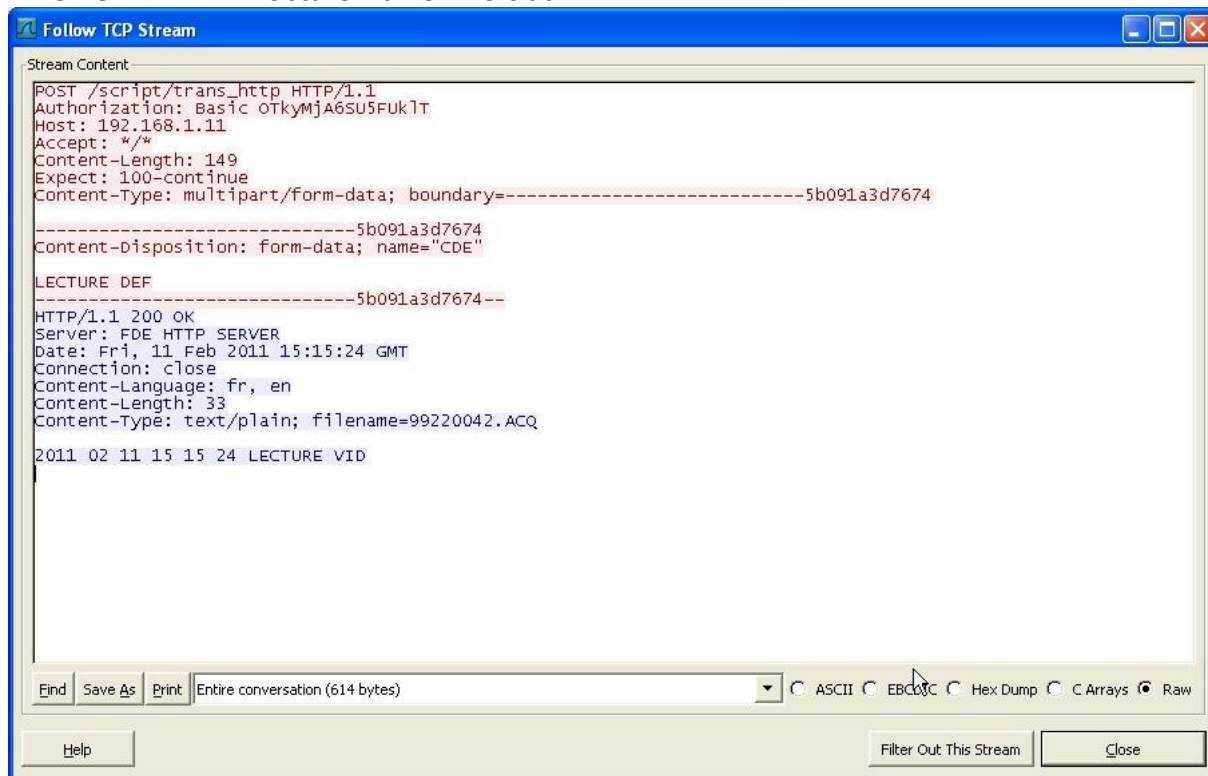 Follow TCP Stream
Stream Content
POST /script/trans_http HTTP/1.1
Authorization: Basic OTkyMjA6SU5FUklT
Host: 192.168.1.11
Accept: */*
Content-Length: 149
Expect: 100-continue
Content-Type: multipart/form-data; boundary=----------------------------5b091a3d7674
------------------------------5b091a3d7674
Content-Disposition: form-data; name="CDE"
LECTURE DEF
------------------------------5b091a3d7674--
HTTP/1.1 200 OK
Server: FDE HTTP SERVER
Date: Fri, 11 Feb 2011 15:15:24 GMT
Connection: close
Content-Language: fr, en
Content-Length: 33
Content-Type: text/plain; filename=99220042.ACQ
2011 02 11 15 15 24 LECTURE VID
Find Save As Print Entire conversation (614 bytes) ASCII EBCDIC Hex Dump C Arrays Raw
Help Filter Out This Stream Close